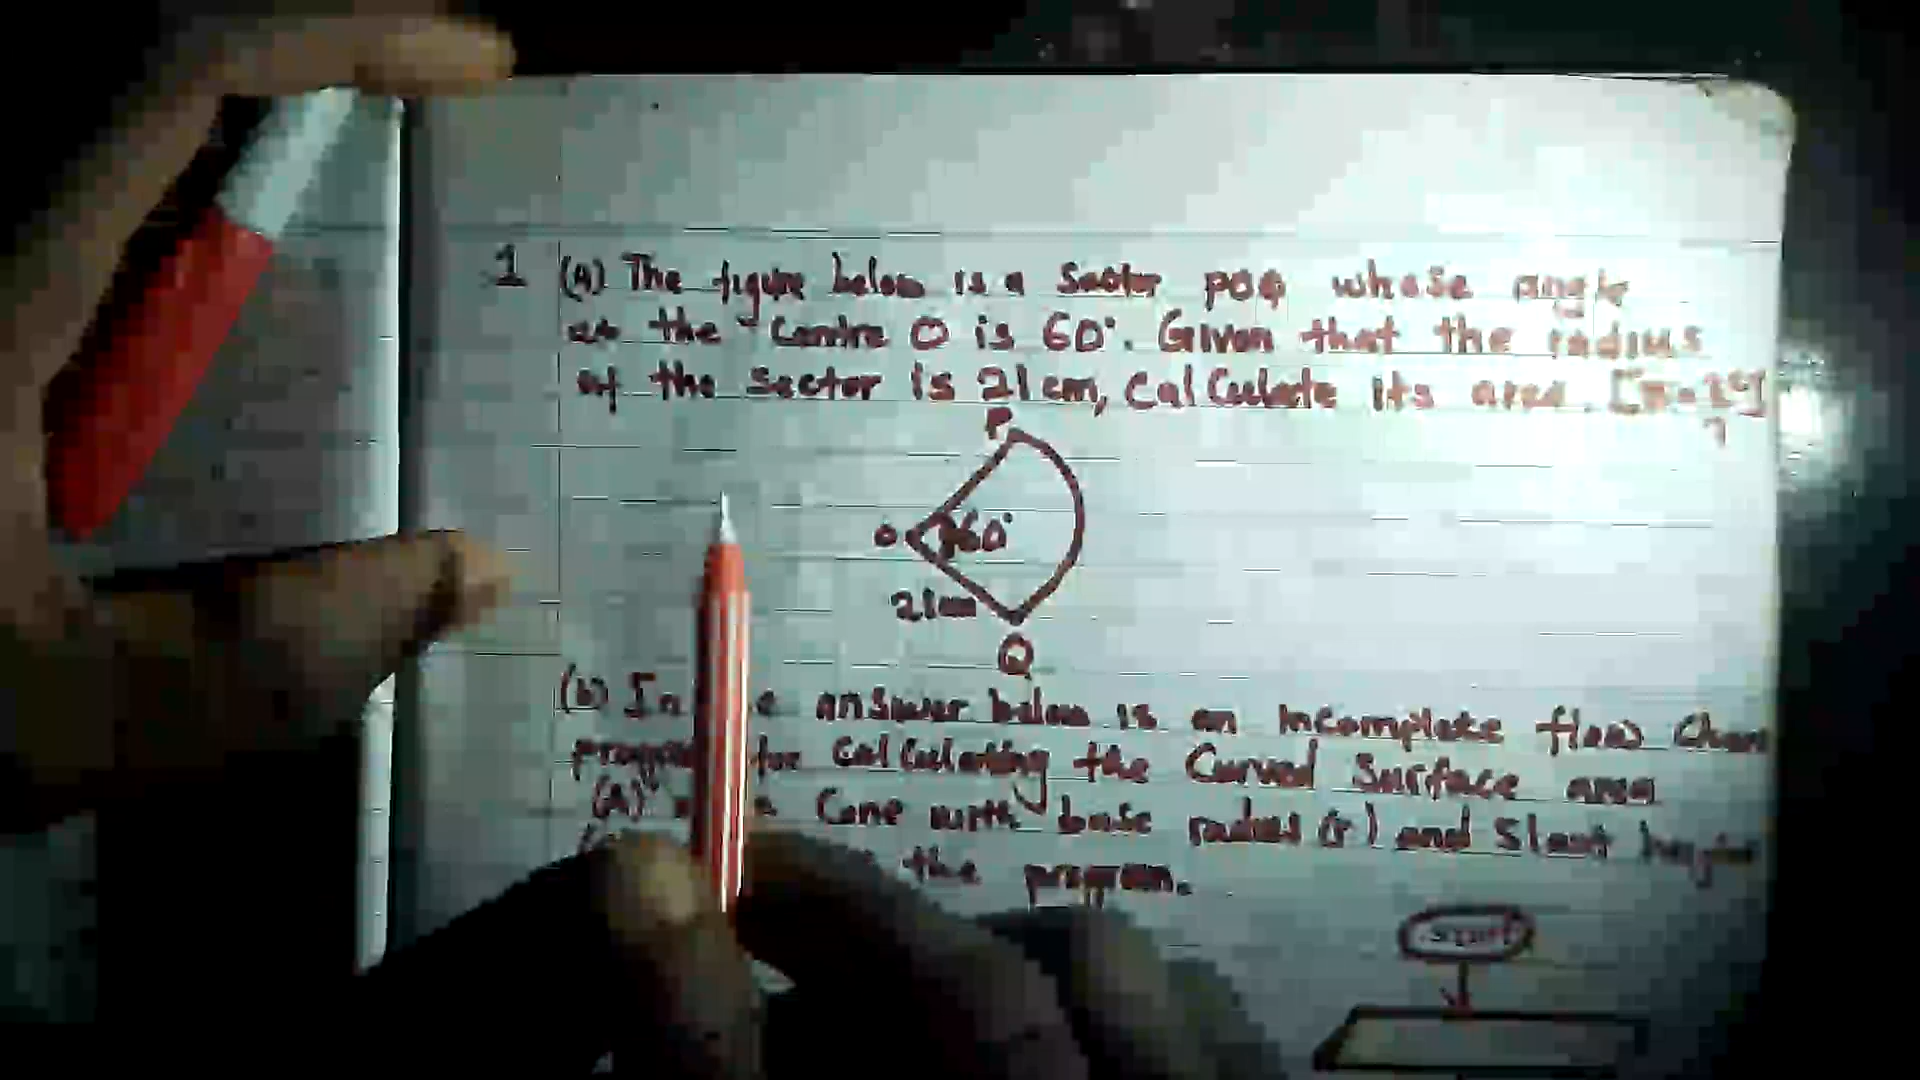 1 (a) The figure below is a Sector POQ whose angle
at the Centre O is 60°. Given that the radius
of the sector is 21cm, Calculate its area. [π = 22/7]
P
O 60°
21cm
Q
(b) In answer below is an incomplete flow Chart
for Calculating the Curved Surface area
(A) Cone with base radius (r) and Slant height
the program.
Start